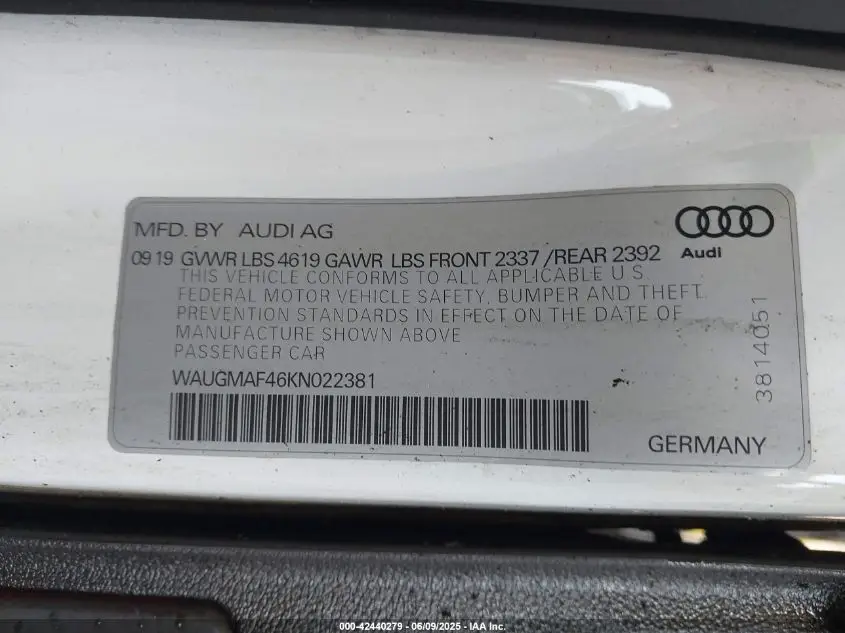 MFD. BY AUDI AG
Audi
09 19 GVWR LBS 4619 GAWR LBS FRONT 2337 /REAR 2392
THIS VEHICLE CONFORMS TO ALL APPLICABLE U S
FEDERAL MOTOR VEHICLE SAFETY, BUMPER AND THEFT
PREVENTION STANDARDS IN EFFECT ON THE DATE OF
MANUFACTURE SHOWN ABOVE
PASSENGER CAR
WAUGMAF46KN022381
3814051
GERMANY
000-42440279 - 06/09/2025 - IAA Inc.